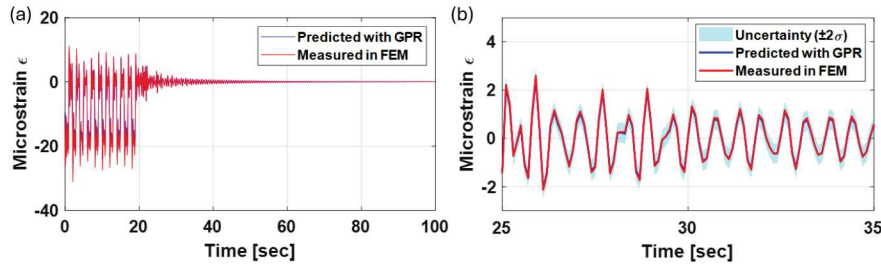 (a)
Predicted with GPR
Measured in FEM
Microstrain ϵ
20
0
-20
-40
0 20 40 60 80 100
Time [sec]
(b)
Uncertainty (±2σ)
Predicted with GPR
Measured in FEM
Microstrain ϵ
4
2
0
-2
25 30 35
Time [sec]